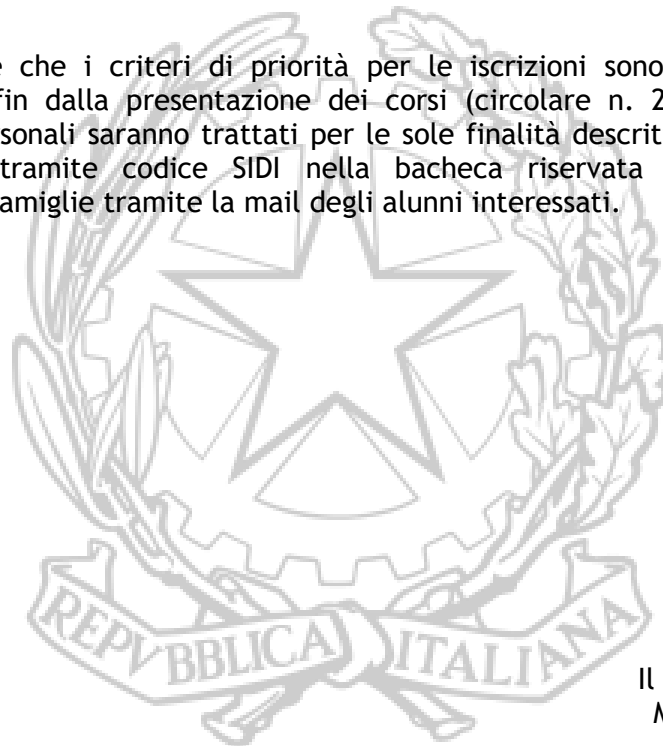 che i criteri di priorità per le iscrizioni sono
fin dalla presentazione dei corsi (circolare n. 2
sonali saranno trattati per le sole finalità descrit
tramite codice SIDI nella bacheca riservata
amiglie tramite la mail degli alunni interessati.
REPVBBLICA ITALIANA
Il